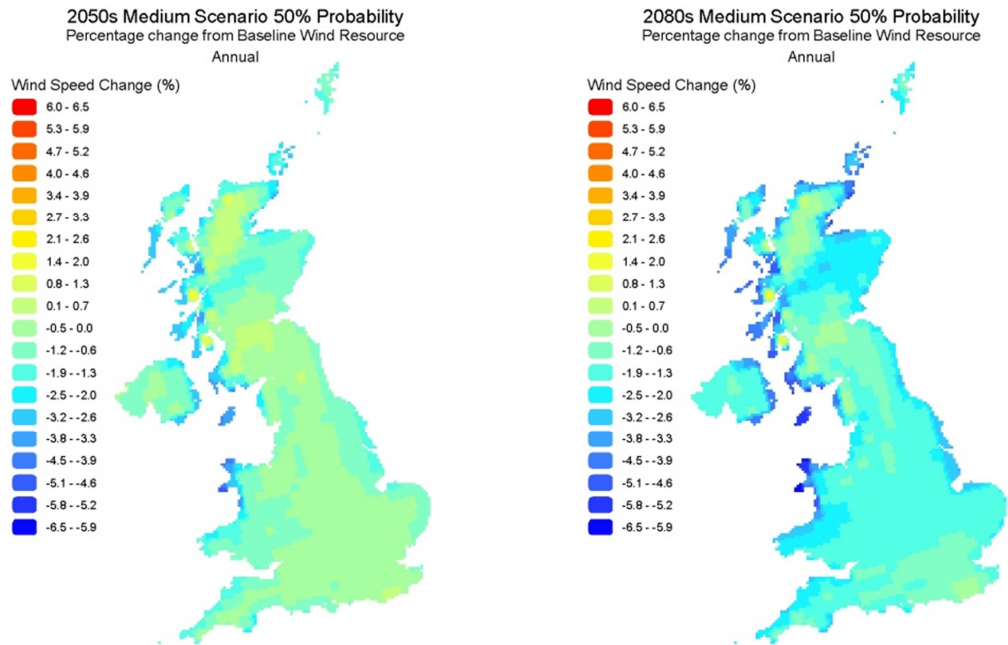 2050s Medium Scenario 50% Probability
Percentage change from Baseline Wind Resource
Annual
Wind Speed Change (%)
6.0 - 6.5
5.3 - 5.9
4.7 - 5.2
4.0 - 4.6
3.4 - 3.9
2.7 - 3.3
2.1 - 2.6
1.4 - 2.0
0.8 - 1.3
0.1 - 0.7
-0.5 - 0.0
-1.2 - -0.6
-1.9 - -1.3
-2.5 - -2.0
-3.2 - -2.6
-3.8 - -3.3
-4.5 - -3.9
-5.1 - -4.6
-5.8 - -5.2
-6.5 - -5.9
2080s Medium Scenario 50% Probability
Percentage change from Baseline Wind Resource
Annual
Wind Speed Change (%)
6.0 - 6.5
5.3 - 5.9
4.7 - 5.2
4.0 - 4.6
3.4 - 3.9
2.7 - 3.3
2.1 - 2.6
1.4 - 2.0
0.8 - 1.3
0.1 - 0.7
-0.5 - 0.0
-1.2 - -0.6
-1.9 - -1.3
-2.5 - -2.0
-3.2 - -2.6
-3.8 - -3.3
-4.5 - -3.9
-5.1 - -4.6
-5.8 - -5.2
-6.5 - -5.9